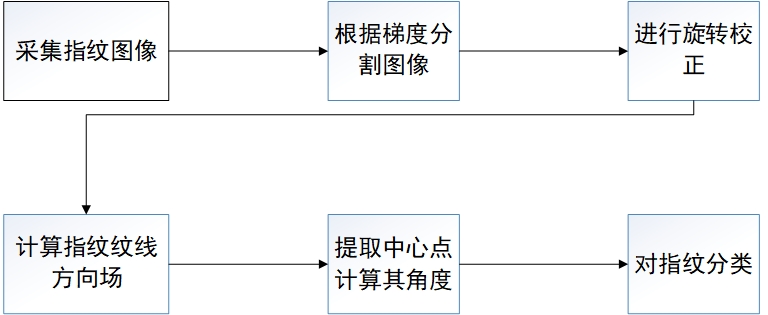 采集指纹图像
根据梯度分
割图像
进行旋转校
正
计算指纹纹线
方向场
提取中心点
计算其角度
对指纹分类